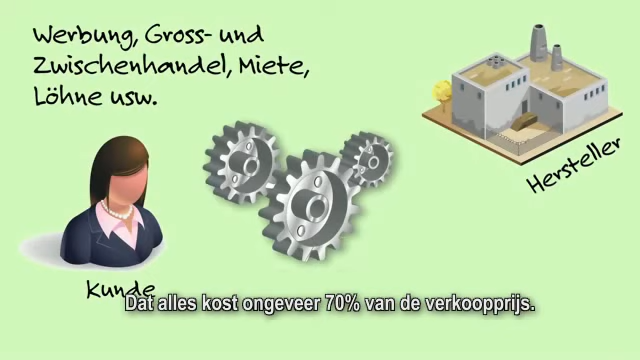 Werbung, Gross- und
Zwischenhandel, Miete,
Löhne usw.
Hersteller
Kunde
Dat alles kost ongeveer 70% van de verkoopprijs.